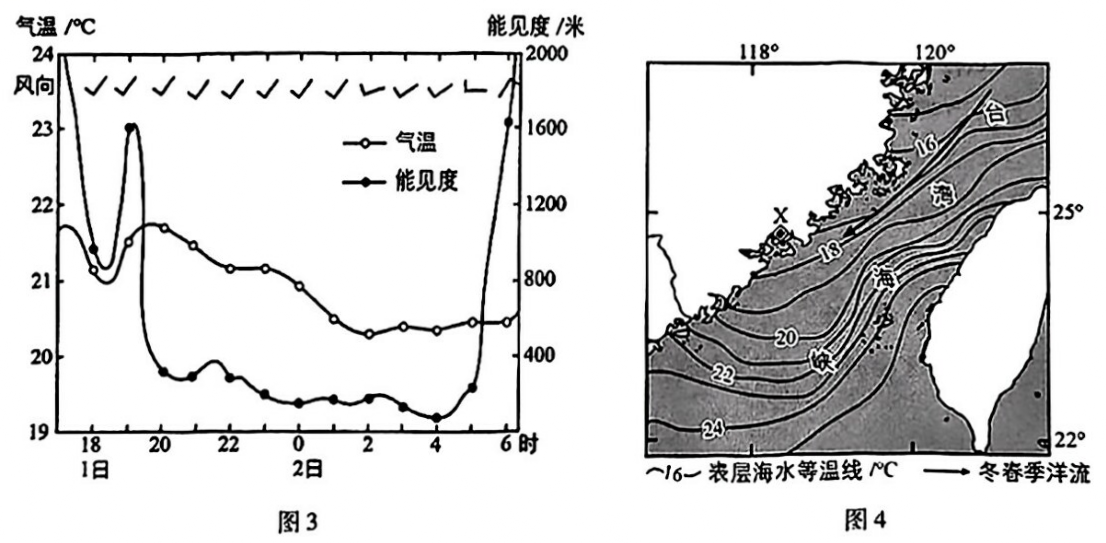 气温 /℃
能见度 /米
24
23
22
21
20
19
风向
2000
1600
1200
800
400
气温
能见度
18 20 22 0 2 4 6 时
1日 2日
图 3
118° 120°
25°
22°
台
湾
海
峡
X
16
18
20
22
24
16 表层海水等温线 /℃ 冬春季洋流
图 4